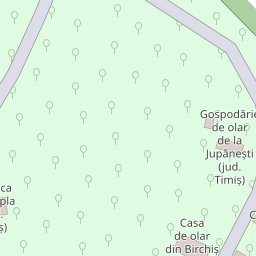 Gospodărie
de olar
de la
Jupânești
(jud.
Timiș)
Casa
de olar
din Birchiș